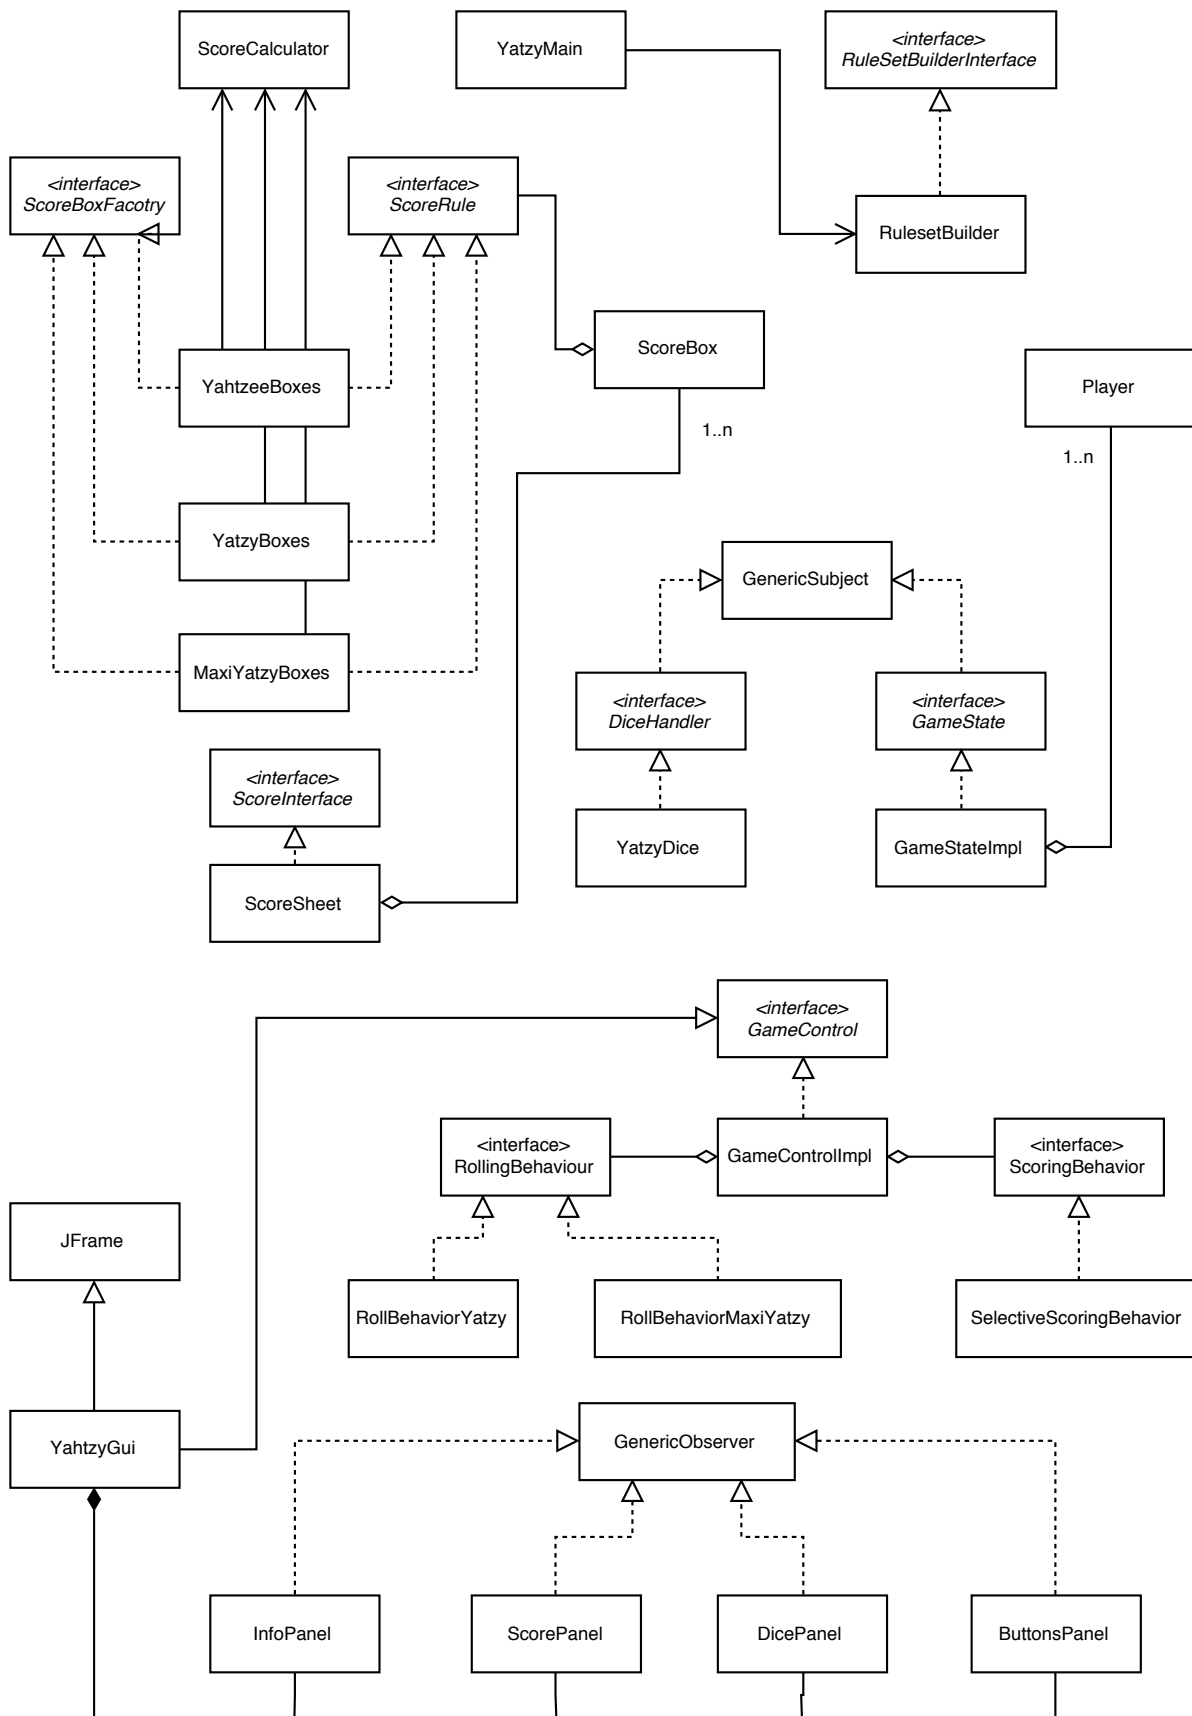 ScoreCalculator
YatzyMain
<interface>
RuleSetBuilderInterface
<interface>
ScoreBoxFacotry
<interface>
ScoreRule
RulesetBuilder
ScoreBox
YahtzeeBoxes
Player
1..n
1..n
YatzyBoxes
GenericSubject
MaxiYatzyBoxes
<interface>
DiceHandler
<interface>
GameState
<interface>
ScoreInterface
YatzyDice
GameStateImpl
ScoreSheet
<interface>
GameControl
<interface>
RollingBehaviour
GameControlImpl
<interface>
ScoringBehavior
JFrame
RollBehaviorYatzy
RollBehaviorMaxiYatzy
SelectiveScoringBehavior
YahtzyGui
GenericObserver
InfoPanel
ScorePanel
DicePanel
ButtonsPanel